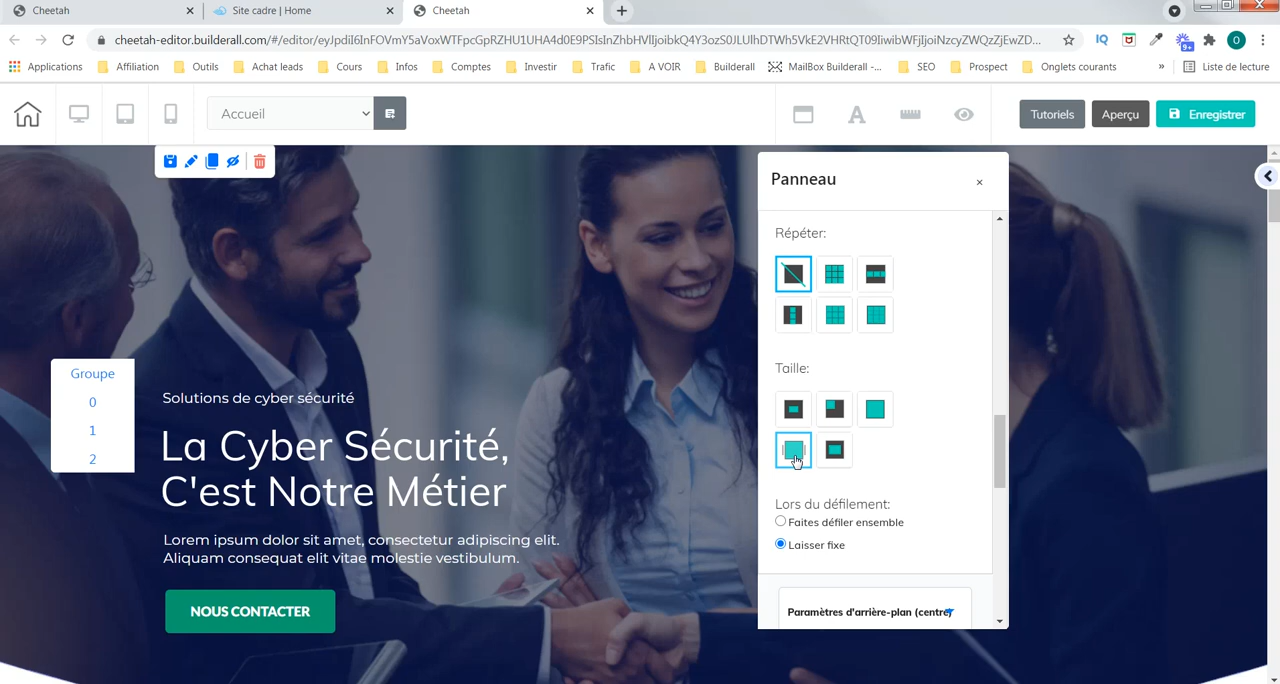 Cheetah
Site cadre | Home
Cheetah
cheetah-editor.builderall.com/#/editor/
Applications
Affiliation
Outils
Achat leads
Cours
Infos
Comptes
Investir
Trafic
A VOIR
Builderall
MailBox Builderall -...
SEO
Prospect
Onglets courants
»
Liste de lecture
IQ
9+
O
Accueil
A
Tutoriels
Aperçu
Enregistrer
Panneau
Répéter:
Taille:
Lors du défilement:
Faites défiler ensemble
Laisser fixe
Paramètres d'arrière-plan (centre)
Groupe
0
1
2
Solutions de cyber sécurité
La Cyber Sécurité,
C'est Notre Métier
Lorem ipsum dolor sit amet, consectetur adipiscing elit.
Aliquam consequat elit vitae molestie vestibulum.
NOUS CONTACTER